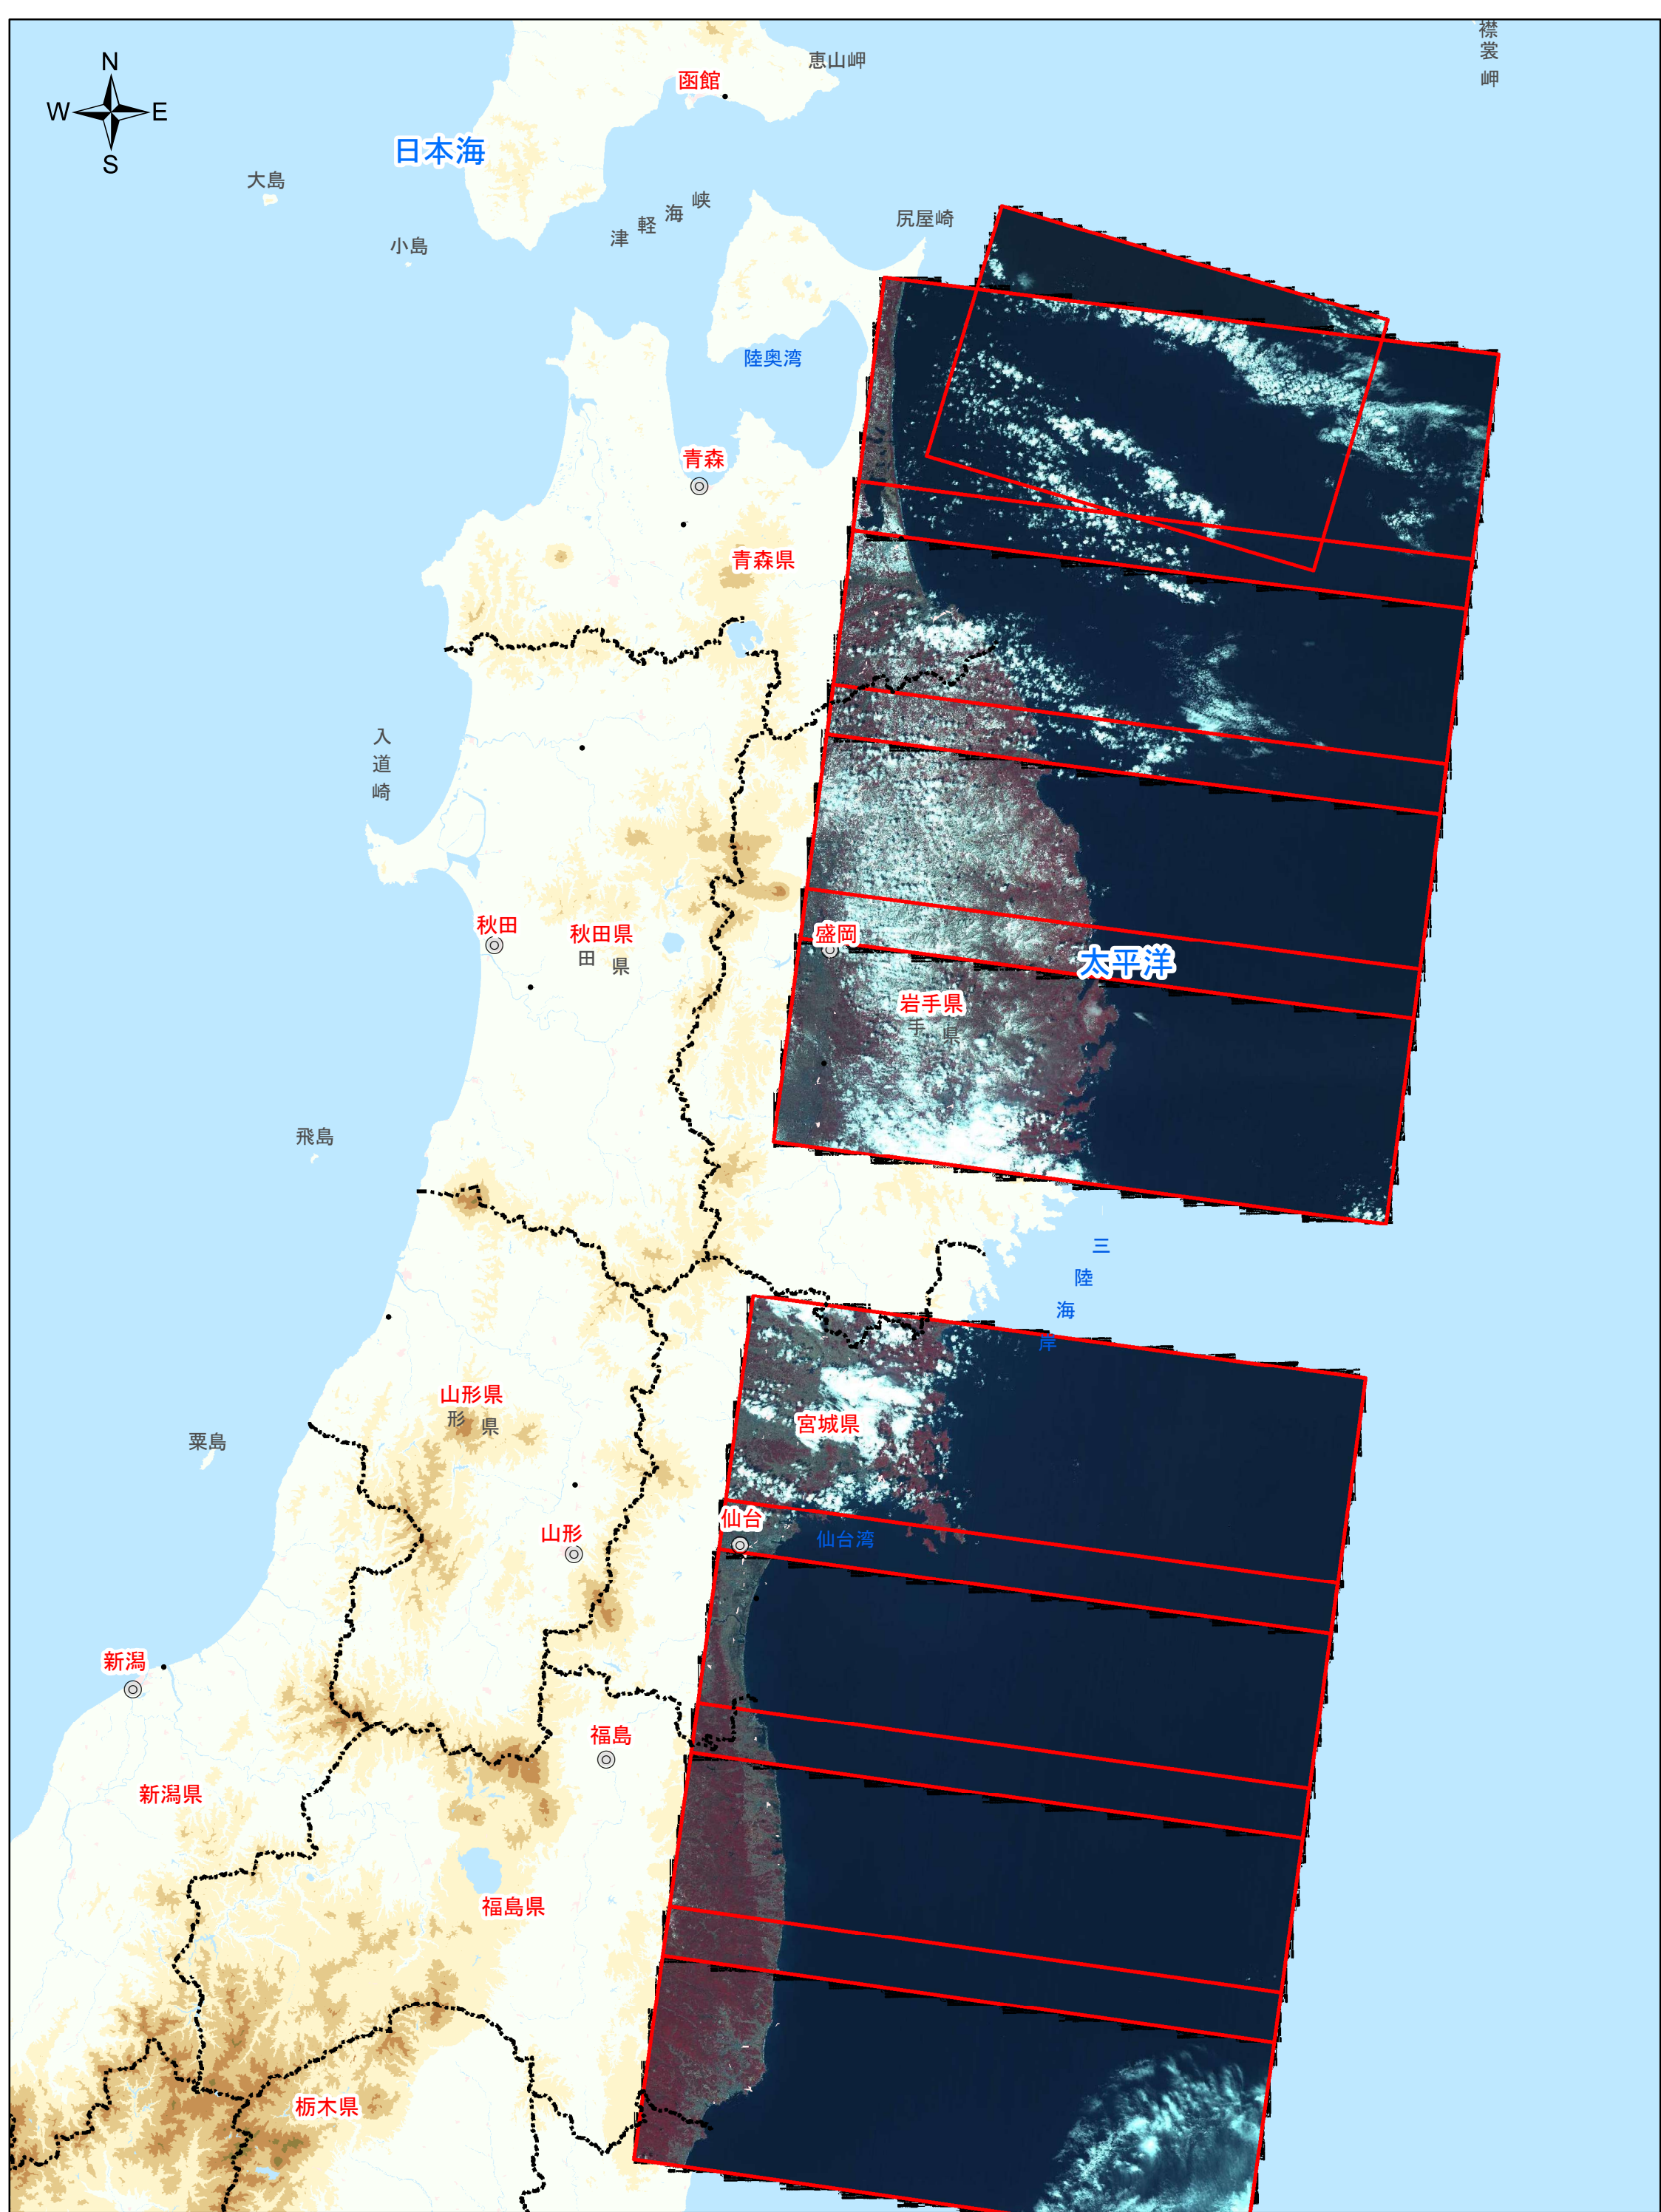 襟裳岬
恵山岬
N
函館
W E
日本海
S
大島
津軽海峡
尻屋崎
小島
陸奥湾
青森
青森県
入道崎
秋田
秋田県
田県
盛岡
太平洋
岩手県
手県
飛島
三陸海岸
山形県
形県
宮城県
粟島
仙台
山形
仙台湾
新潟
福島
新潟県
福島県
栃木県